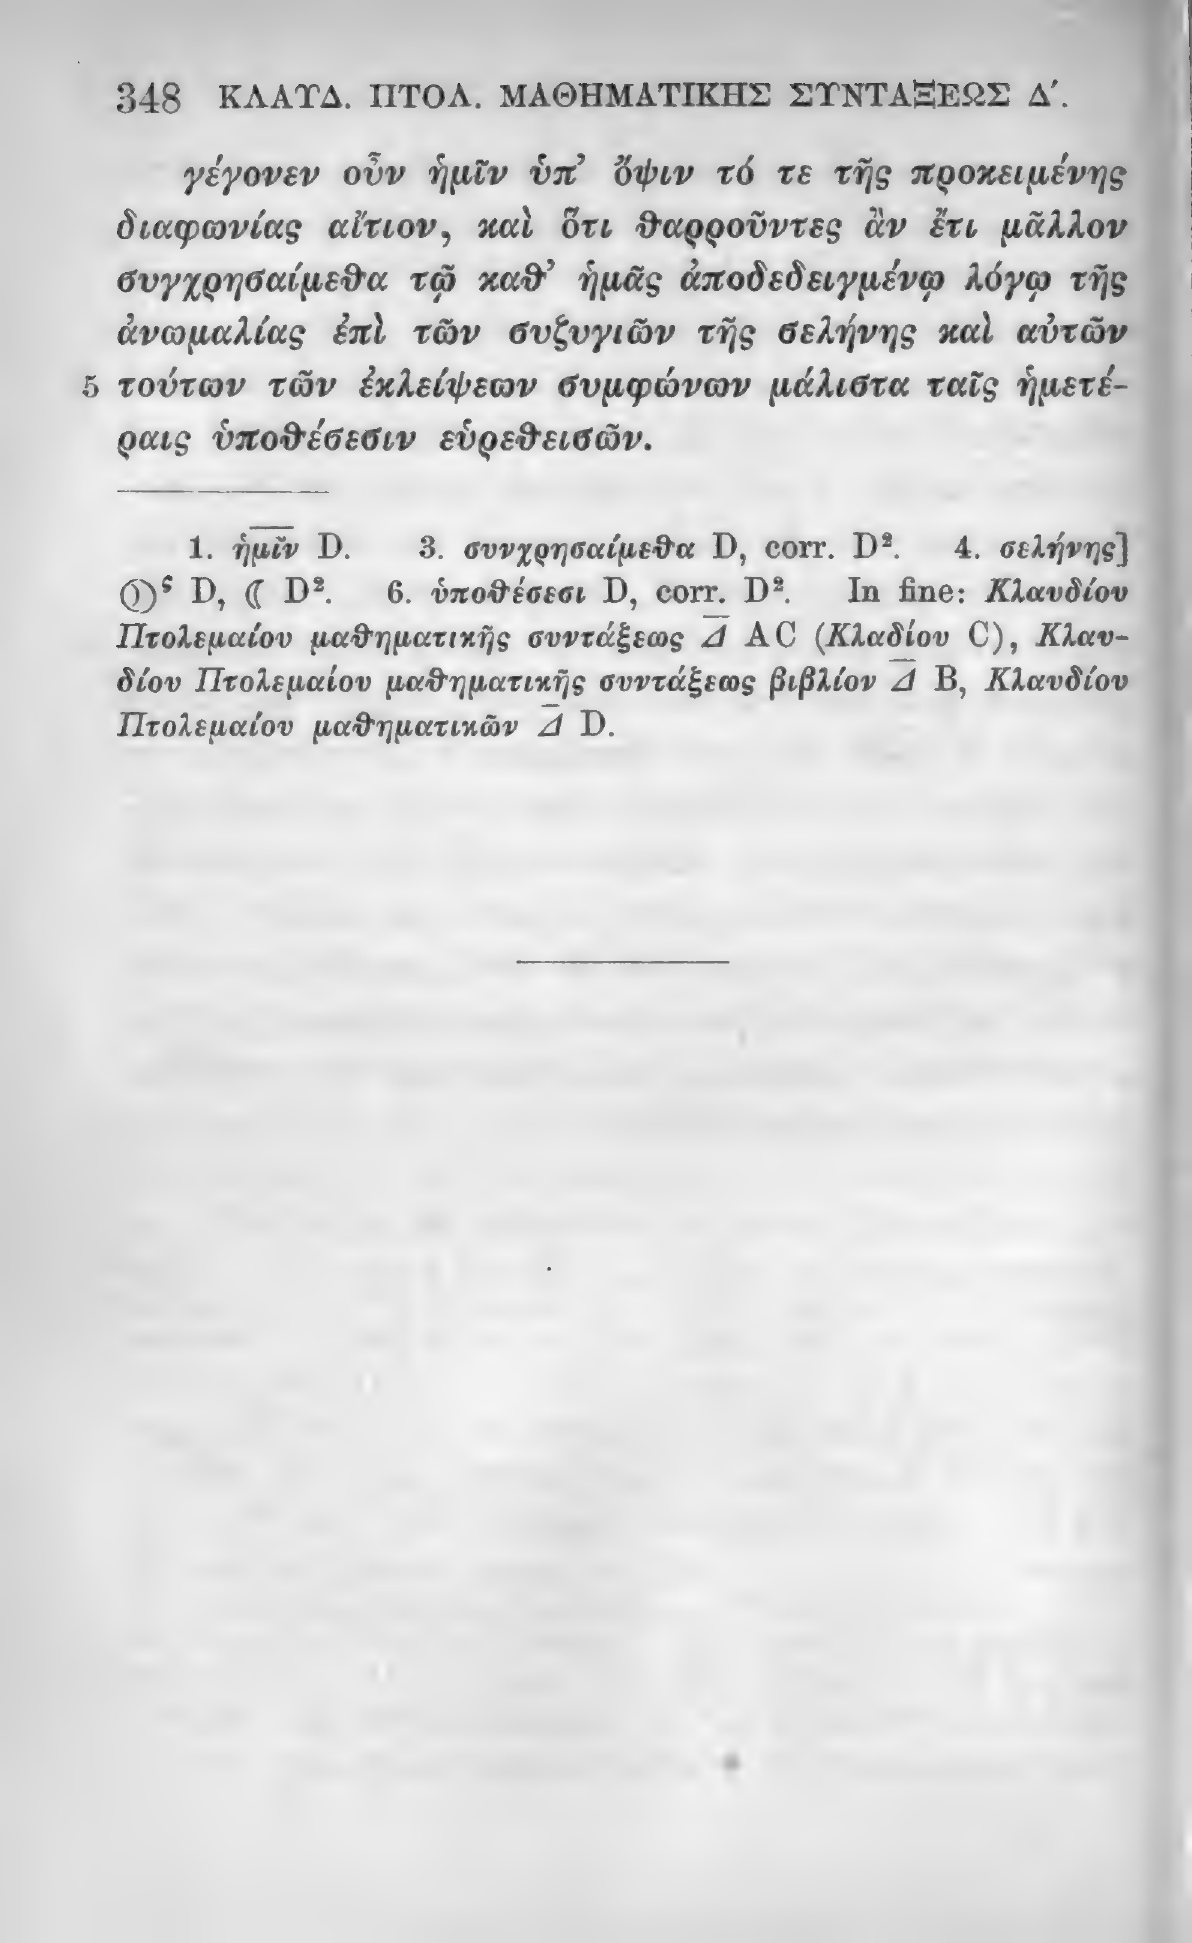 348 ΚΛΑΥΔ. ΠΤΟΛ. ΜΑΘΗΜΑΤΙΚΗΣ ΣΥΝΤΑΞΕΩΣ Δ΄.
γέγονεν οὖν ἡμῖν ὑπ’ ὄψιν τό τε τῆς προκειμένης
διαφωνίας αἴτιον, καὶ ὅτι θαρροῦντες ἂν ἔτι μᾶλλον
συγχρησαίμεθα τῷ καθ’ ἡμᾶς ἀποδεδειγμένῳ λόγῳ τῆς
ἀνωμαλίας ἐπὶ τῶν συζυγιῶν τῆς σελήνης καὶ αὐτῶν
5 τούτων τῶν ἐκλείψεων συμφώνων μάλιστα ταῖς ἡμετέ-
ραις ὑποθέσεσιν εὑρεθεισῶν.
1. ἡμῖν D. 3. συνχρησαίμεθα D, corr. D². 4. σελήνης]
D, ☾ D². 6. ὑποθέσεσι D, corr. D². In fine: Κλαυδίου
Πτολεμαίου μαθηματικῆς συντάξεως Δ̅ AC (Κλαδίου C), Κλαυ-
δίου Πτολεμαίου μαθηματικῆς συντάξεως βιβλίον Δ̅ B, Κλαυδίου
Πτολεμαίου μαθηματικῶν Δ̅ D.